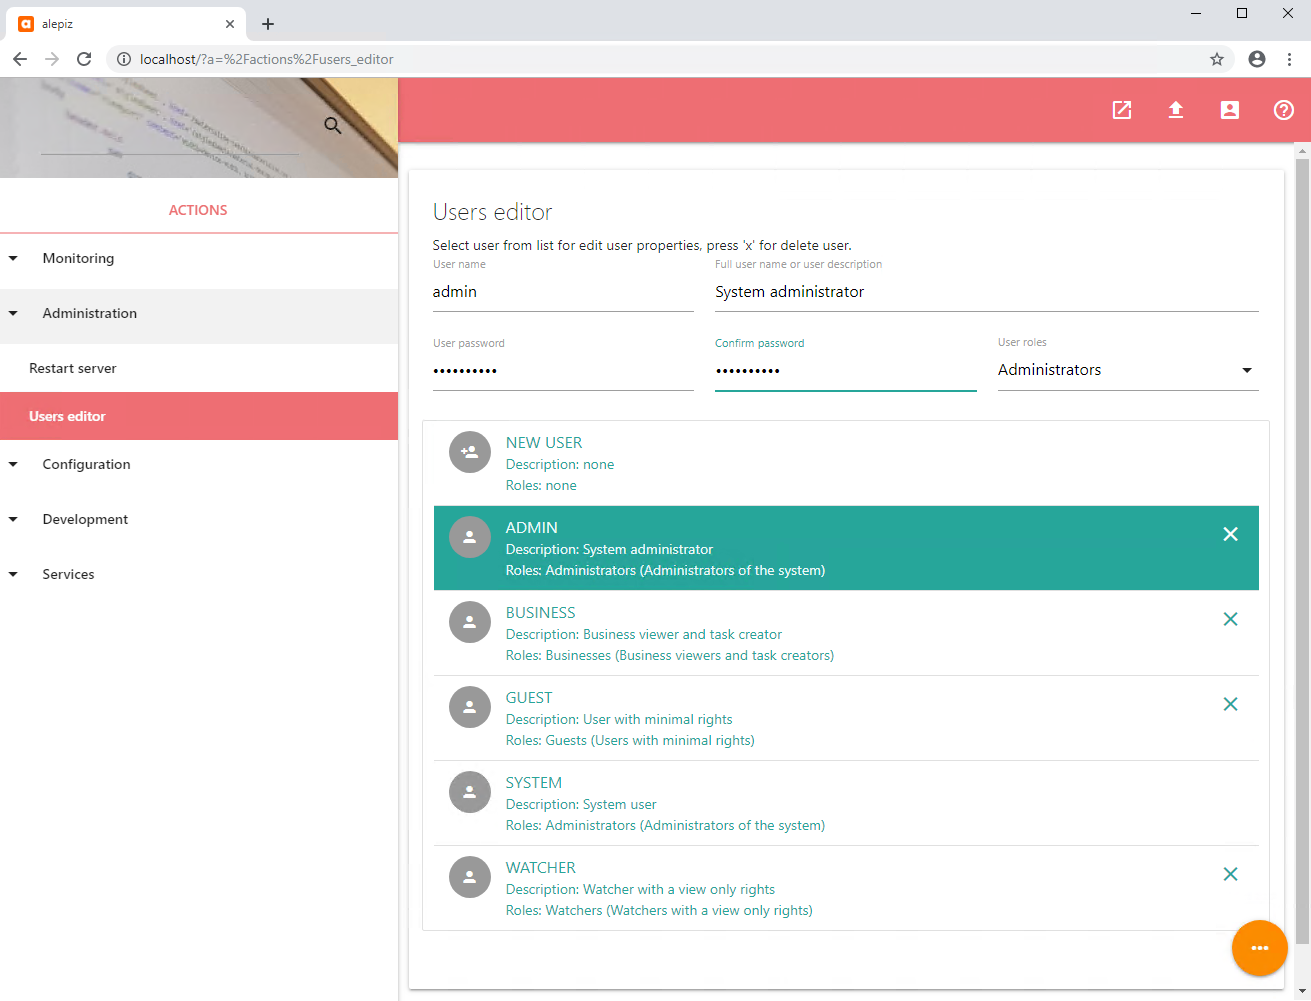 alepiz
localhost/?a=%2Factions%2Fusers_editor
ACTIONS
Monitoring
Administration
Restart server
Users editor
Configuration
Development
Services
Users editor
Select user from list for edit user properties, press 'x' for delete user.
User name
Full user name or user description
admin
System administrator
User password
Confirm password
User roles
••••••••••
••••••••••
Administrators
NEW USER
Description: none
Roles: none
ADMIN
Description: System administrator
Roles: Administrators (Administrators of the system)
BUSINESS
Description: Business viewer and task creator
Roles: Businesses (Business viewers and task creators)
GUEST
Description: User with minimal rights
Roles: Guests (Users with minimal rights)
SYSTEM
Description: System user
Roles: Administrators (Administrators of the system)
WATCHER
Description: Watcher with a view only rights
Roles: Watchers (Watchers with a view only rights)